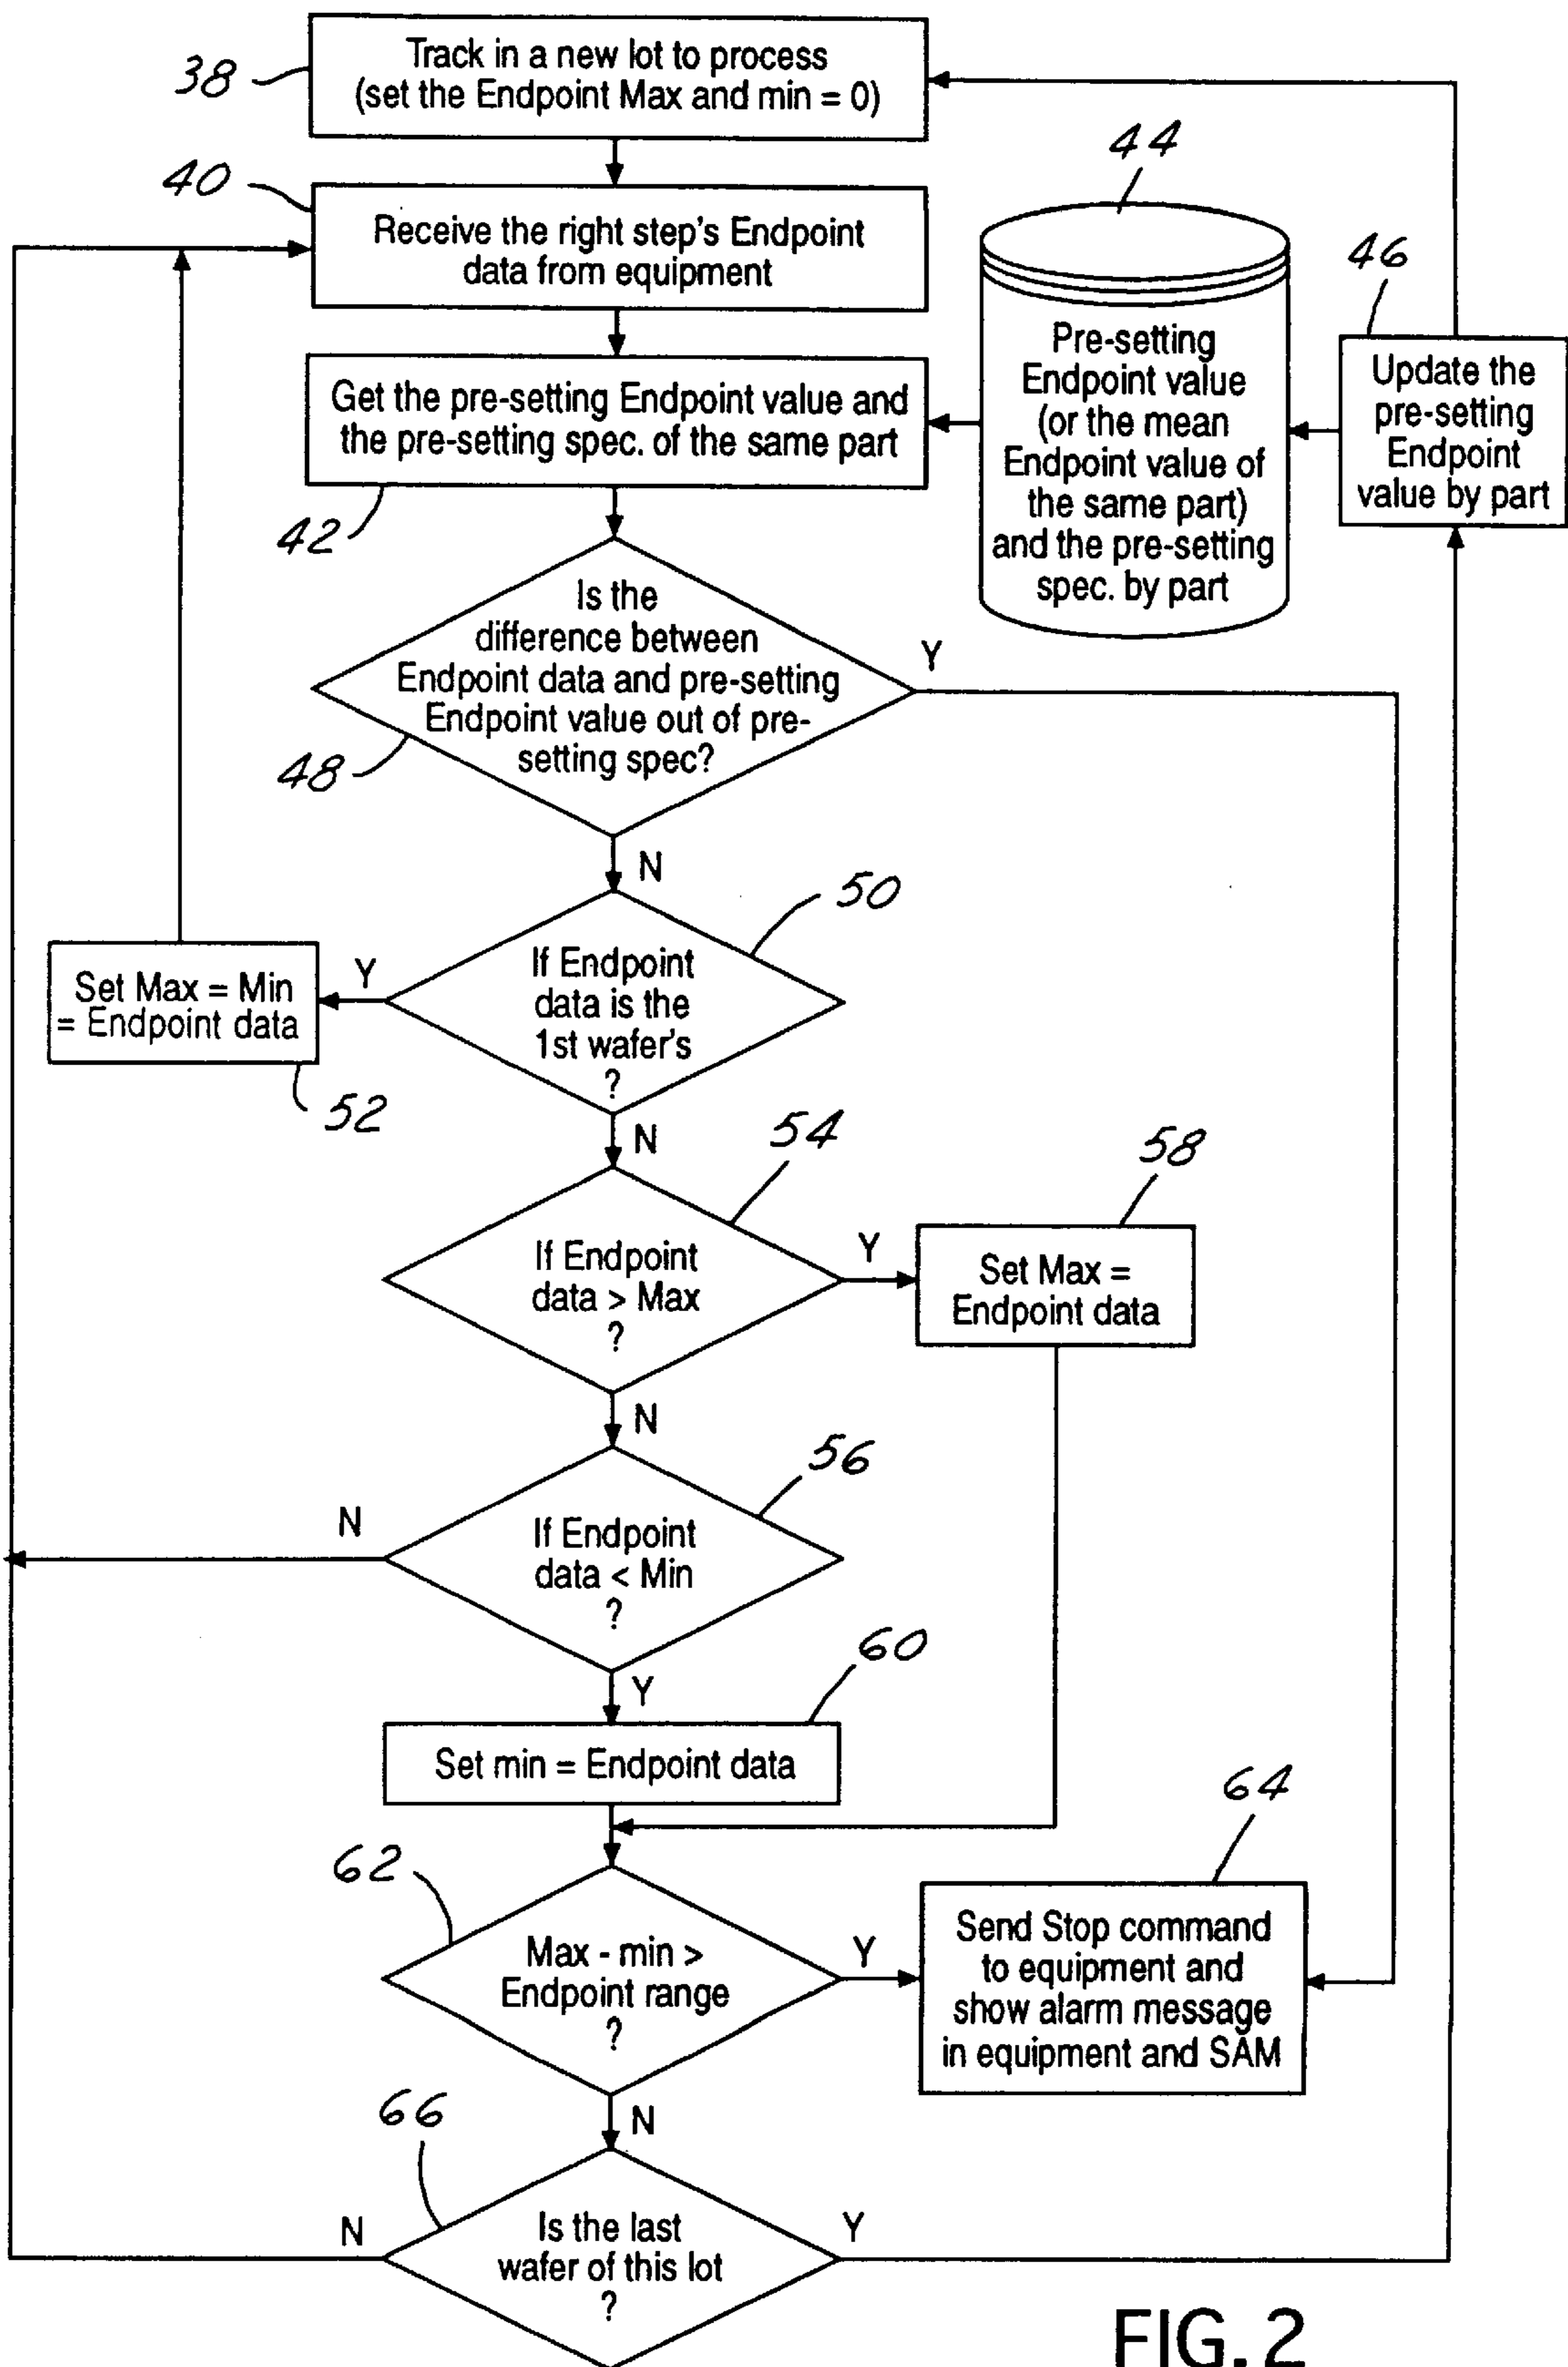 38
Track in a new lot to process
(set the Endpoint Max and min = 0)
40
Receive the right step's Endpoint
data from equipment
44
46
Get the pre-setting Endpoint value and
the pre-setting spec. of the same part
42
Pre-setting
Endpoint value
(or the mean
Endpoint value of
the same part)
and the pre-setting
spec. by part
Update the
pre-setting
Endpoint
value by part
Is the
difference between
Endpoint data and pre-setting
Endpoint value out of pre-
setting spec?
Y
48
N
50
If Endpoint
data is the
1st wafer's
?
Y
Set Max = Min
= Endpoint data
52
N
54
If Endpoint
data > Max
?
Y
58
Set Max =
Endpoint data
N
56
If Endpoint
data < Min
?
N
Y
60
Set min = Endpoint data
62
Max - min >
Endpoint range
?
Y
64
Send Stop command
to equipment and
show alarm message
in equipment and SAM
N
66
Is the last
wafer of this lot
?
N
Y
FIG. 2